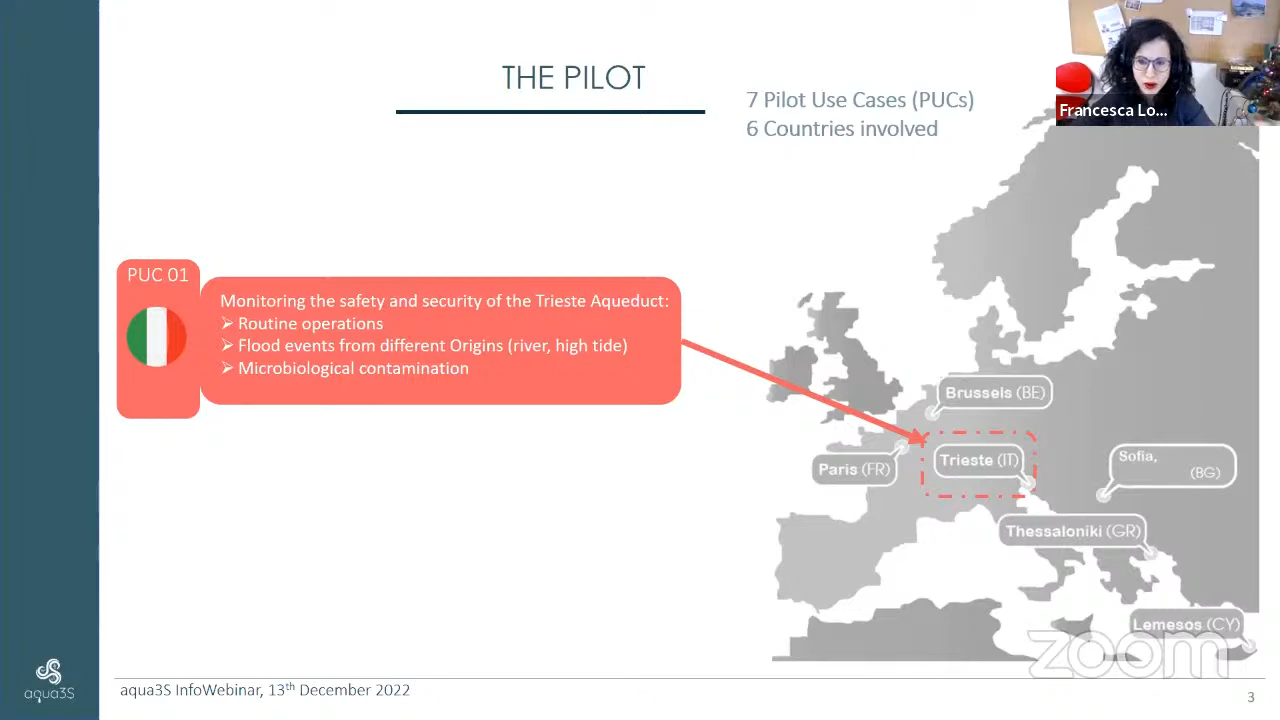 THE PILOT
7 Pilot Use Cases (PUCs)
6 Countries involved
Francesca Lo...
PUC 01
Monitoring the safety and security of the Trieste Aqueduct:
➢ Routine operations
➢ Flood events from different Origins (river, high tide)
➢ Microbiological contamination
Brussels (BE)
Paris (FR)
Trieste (IT)
Sofia,
(BG)
Thessaloníki (GR)
Lemesos (CY)
zoom
aqua3S
aqua3S InfoWebinar, 13th December 2022
3